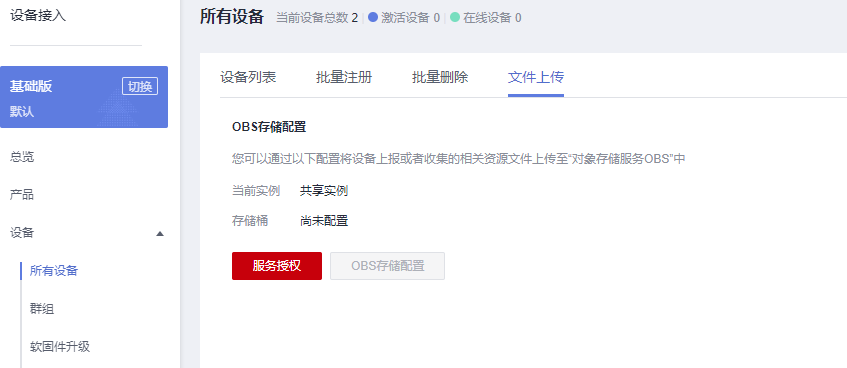 设备接入
基础版 切换
默认
总览
产品
设备
所有设备
群组
软固件升级
所有设备 当前设备总数 2 激活设备 0 在线设备 0
设备列表 批量注册 批量删除 文件上传
OBS存储配置
您可以通过以下配置将设备上报或者收集的相关资源文件上传至“对象存储服务OBS”中
当前实例 共享实例
存储桶 尚未配置
服务授权 OBS存储配置